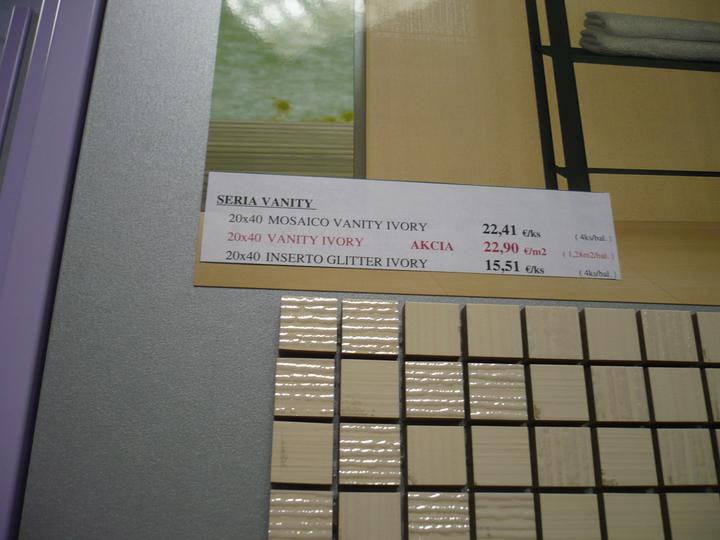 SERIA VANITY
20x40 MOSAICO VANITY IVORY 22,41 €/ks ( 4ks/bal. )
20x40 VANITY IVORY AKCIA 22,90 €/m2 ( 1,28m2/bal. )
20x40 INSERTO GLITTER IVORY 15,51 €/ks ( 4ks/bal. )